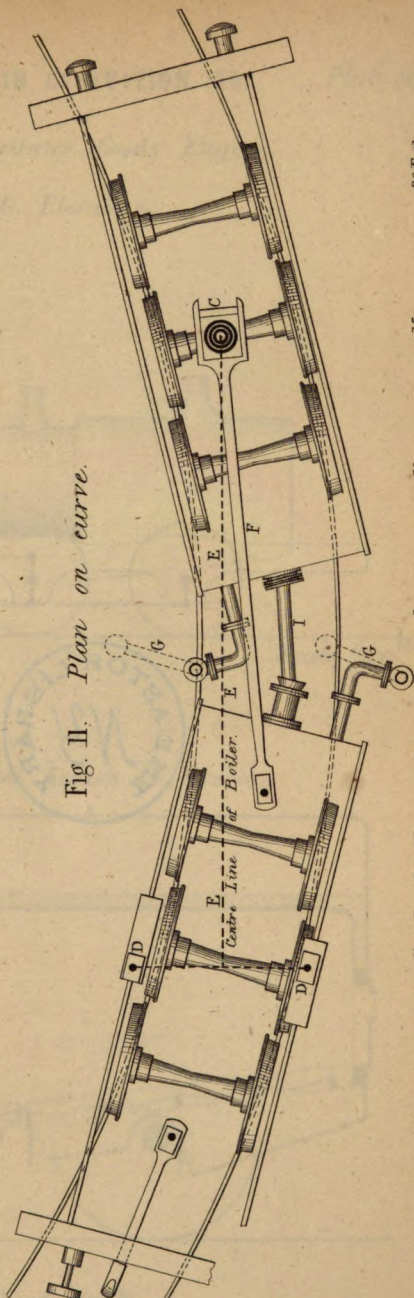 Fig. 11. Plan on curve.
C
E
F
G
E
I
G
E
Centre Line of Boiler.
D
D